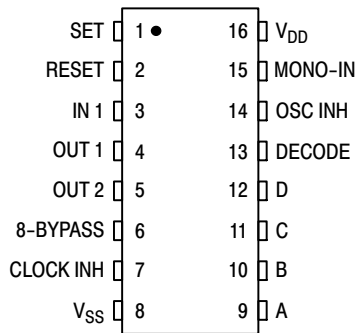 SET 1 16 VDD
RESET 2 15 MONO-IN
IN 1 3 14 OSC INH
OUT 1 4 13 DECODE
OUT 2 5 12 D
8-BYPASS 6 11 C
CLOCK INH 7 10 B
VSS 8 9 A